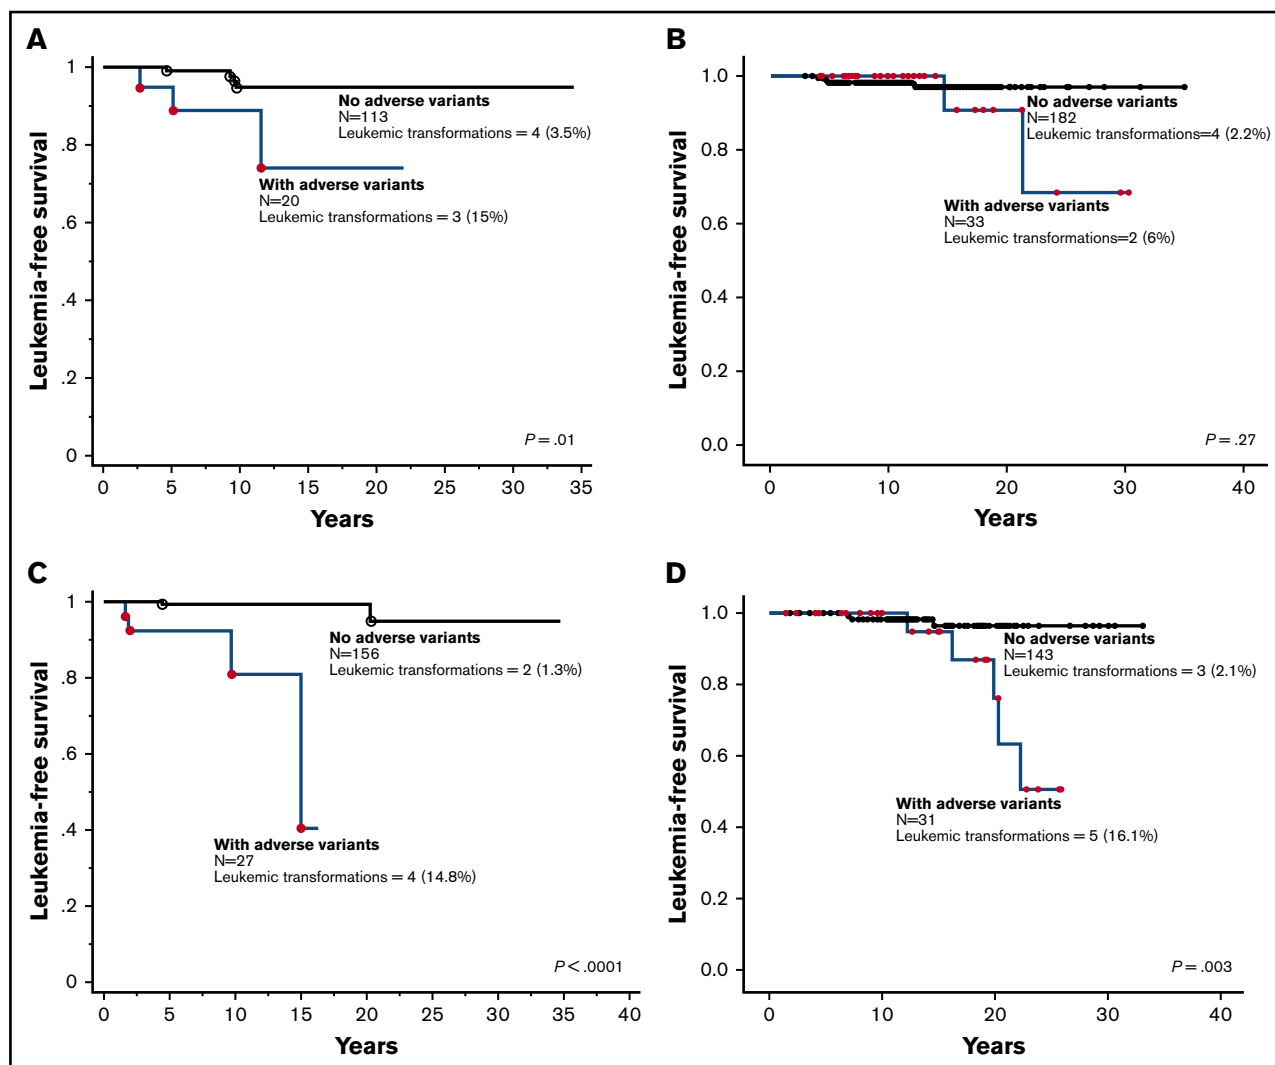 A
Leukemia-free survival
1
.8
.6
.4
.2
0
No adverse variants
N=113
Leukemic transformations = 4 (3.5%)
With adverse variants
N=20
Leukemic transformations = 3 (15%)
P = .01
0 5 10 15 20 25 30 35
Years
B
Leukemia-free survival
1.0
0.8
0.6
0.4
0.2
0.0
No adverse variants
N=182
Leukemic transformations=4 (2.2%)
With adverse variants
N=33
Leukemic transformations=2 (6%)
P = .27
0 10 20 30 40
Years
C
Leukemia-free survival
1
.8
.6
.4
.2
0
No adverse variants
N=156
Leukemic transformations = 2 (1.3%)
With adverse variants
N=27
Leukemic transformations = 4 (14.8%)
P < .0001
0 5 10 15 20 25 30 35 40
Years
D
Leukemia-free survival
1.0
0.8
0.6
0.4
0.2
0.0
No adverse variants
N=143
Leukemic transformations = 3 (2.1%)
With adverse variants
N=31
Leukemic transformations = 5 (16.1%)
P = .003
0 10 20 30 40
Years